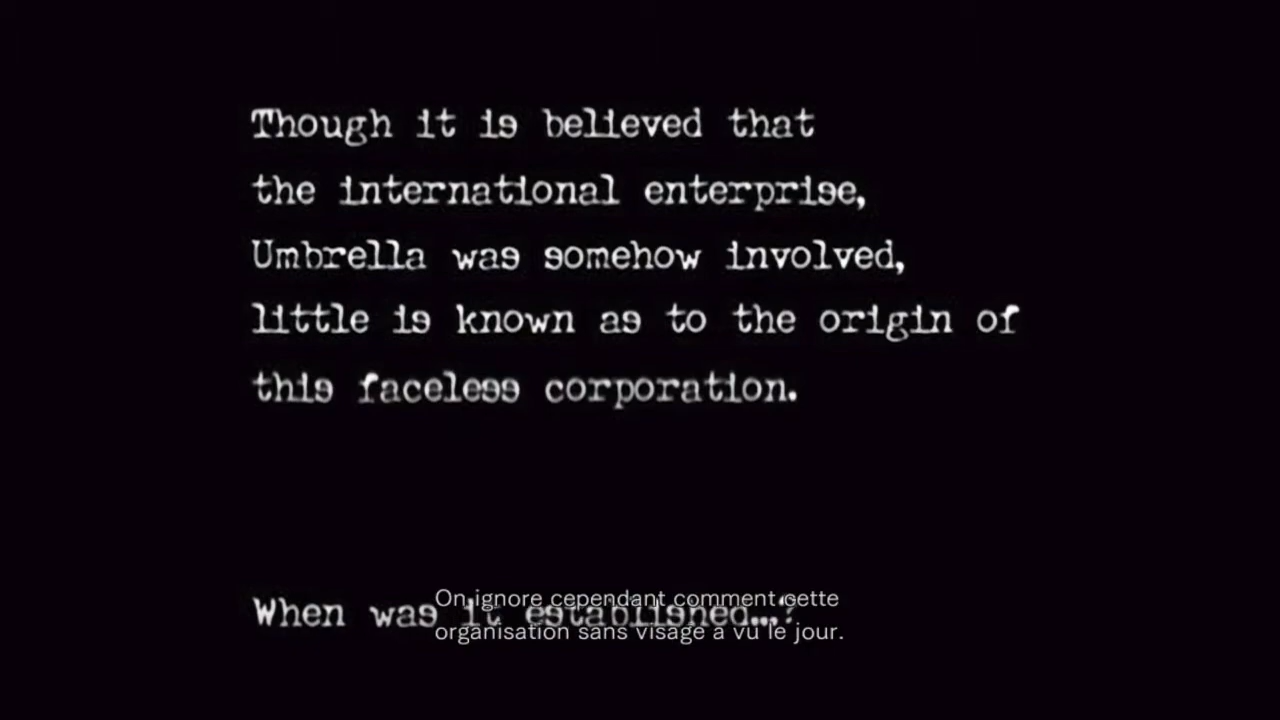 Though it is believed that
the international enterprise,
Umbrella was somehow involved,
little is known as to the origin of
this faceless corporation.
When was it established...?
On ignore cependant comment cette
organisation sans visage a vu le jour.